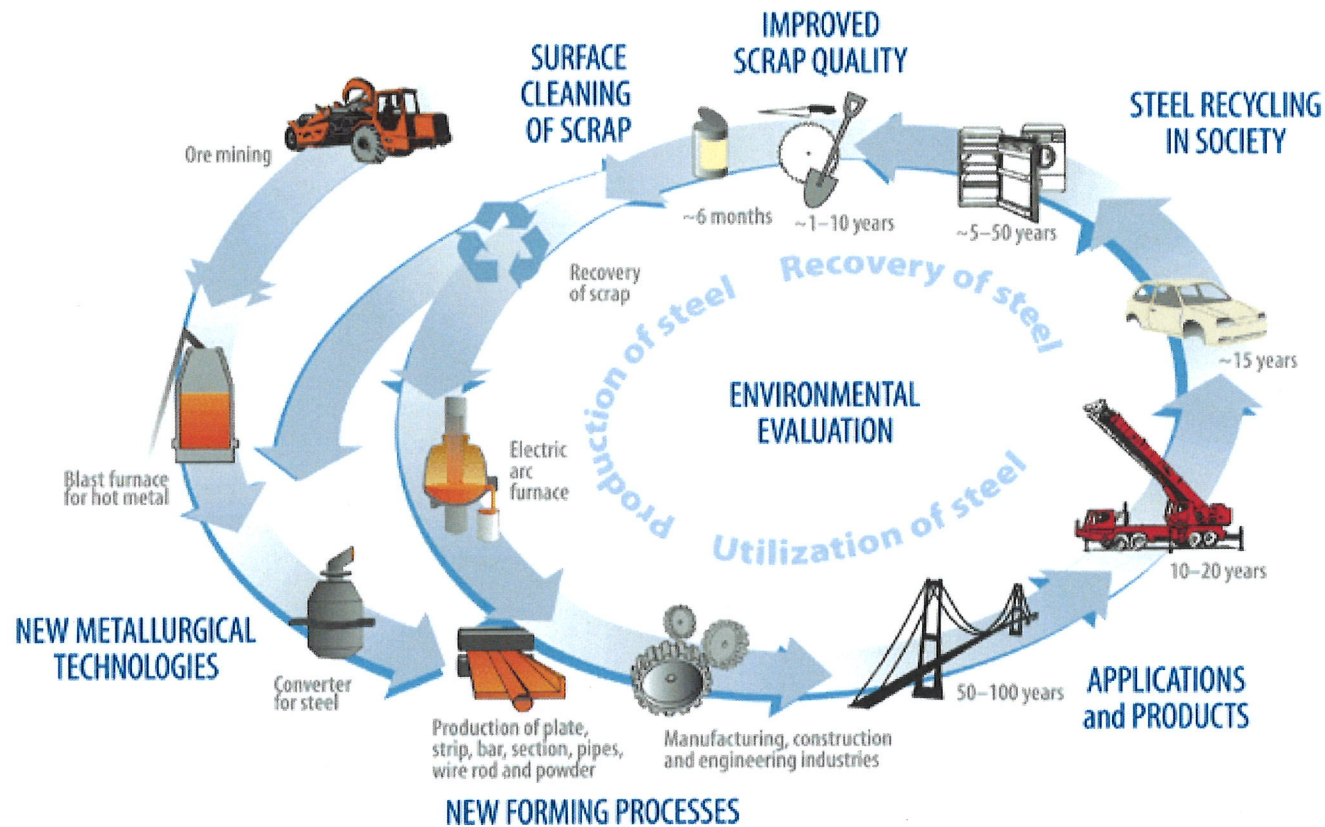 IMPROVED
SCRAP QUALITY
SURFACE
CLEANING
OF SCRAP
STEEL RECYCLING
IN SOCIETY
Ore mining
~6 months
~1–10 years
~5–50 years
Recovery
of scrap
Production of steel
Recovery of steel
Utilization of steel
~15 years
ENVIRONMENTAL
EVALUATION
Blast furnace
for hot metal
Electric
arc
furnace
10–20 years
NEW METALLURGICAL
TECHNOLOGIES
Converter
for steel
Production of plate,
strip, bar, section, pipes,
wire rod and powder
Manufacturing, construction
and engineering industries
50–100 years
APPLICATIONS
and PRODUCTS
NEW FORMING PROCESSES